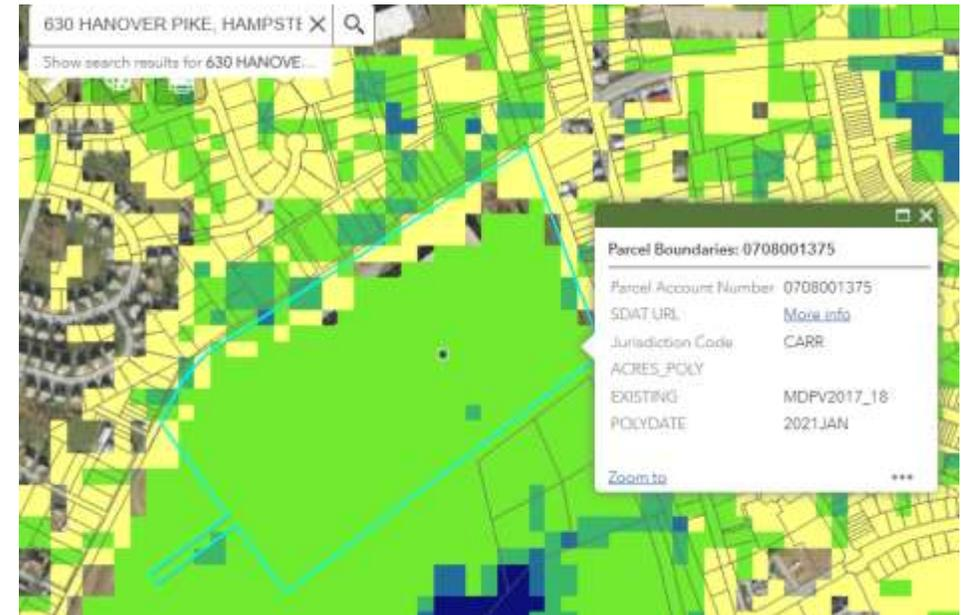 630 HANOVER PIKE, HAMPSTE
Show search results for 630 HANOVE...
Parcel Boundaries: 0708001375
Parcel Account Number 0708001375
SDAT URL More info
Jurisdiction Code CARR
ACRES_POLY
EXISTING MDPV2017_18
POLYDATE 2021JAN
Zoom to